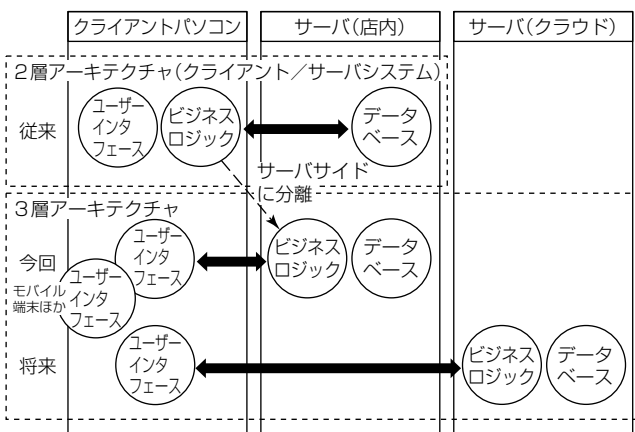 クライアントパソコン
サーバ(店内)
サーバ(クラウド)
2層アーキテクチャ(クライアント/サーバシステム)
従来
ユーザー
インタ
フェース
ビジネス
ロジック
データ
ベース
サーバサイド
に分離
3層アーキテクチャ
今回
モバイル
端末ほか
ユーザー
インタ
フェース
ユーザー
インタ
フェース
ビジネス
ロジック
データ
ベース
将来
ユーザー
インタ
フェース
ビジネス
ロジック
データ
ベース